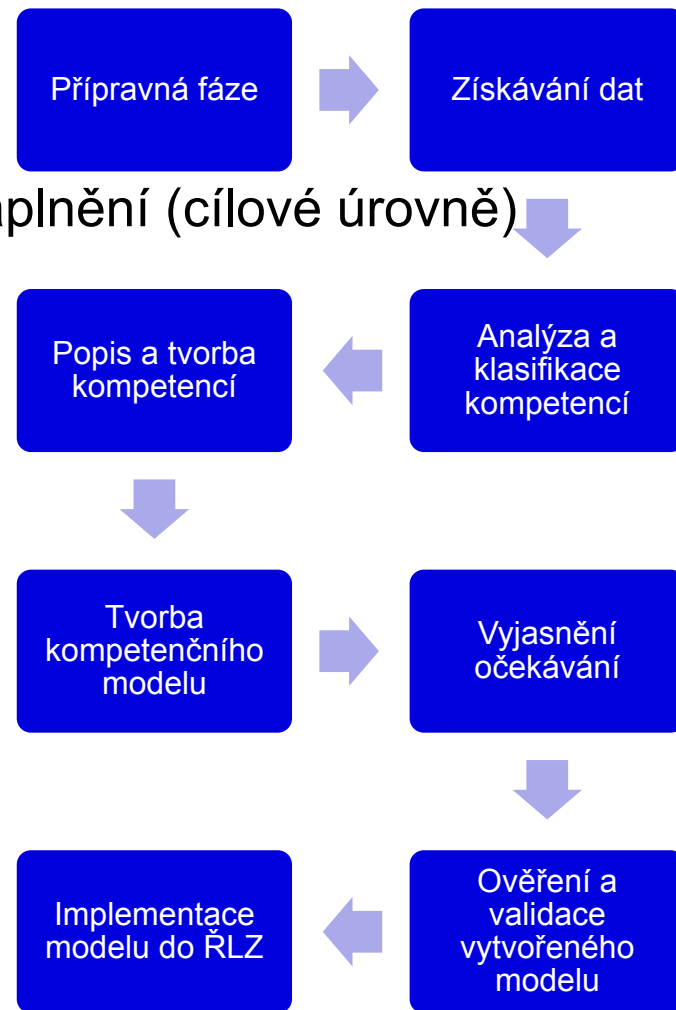 Přípravná fáze
Získávání dat
aplnění (cílové úrovně)
Analýza a
klasifikace
kompetencí
Popis a tvorba
kompetencí
Tvorba
kompetenčního
modelu
Vyjasnění
očekávání
Ověření a
validace
vytvořeného
modelu
Implementace
modelu do ŘLZ